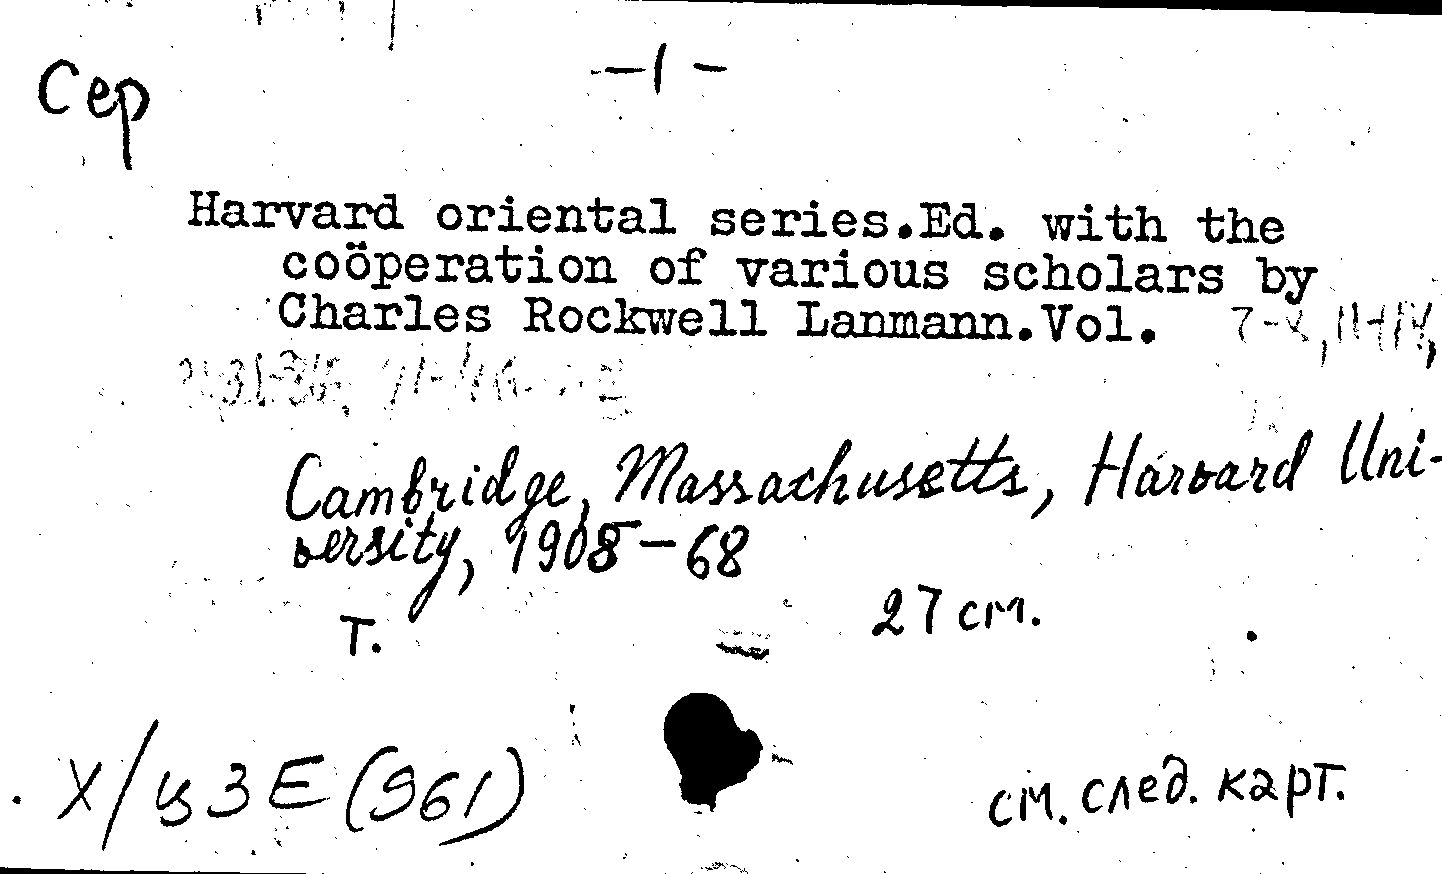 Сер
-1-
Harvard oriental series.Ed. with the
coöperation of various scholars by
Charles Rockwell Lanmann.Vol.
Cambridge, Massachusetts, Harvard Uni-
versity, 1908-68
т. 27 см.
X/ц3 Е(961)
см. след. карт.